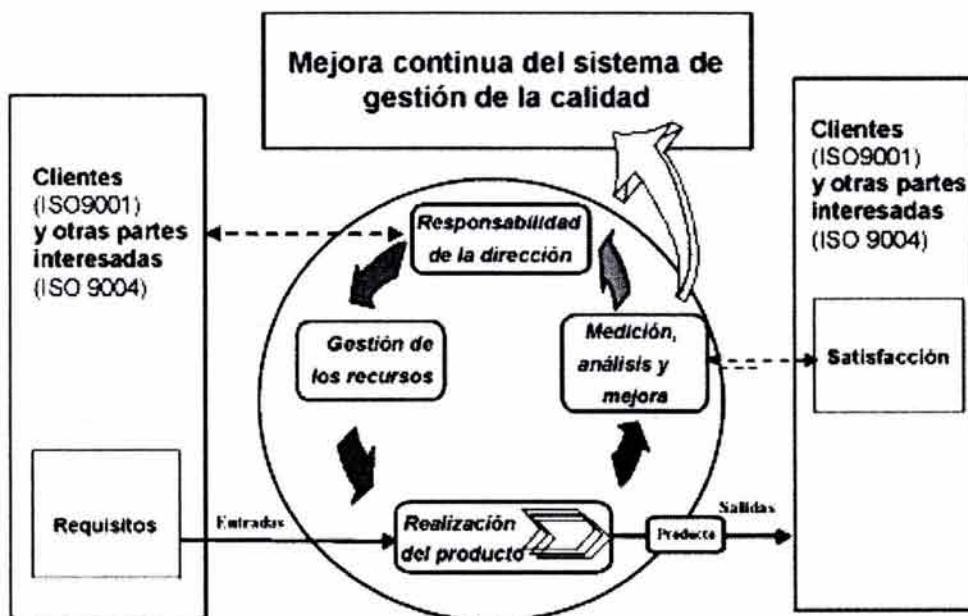 Mejora continua del sistema de
gestión de la calidad
Clientes
(ISO9001)
y otras partes
interesadas
(ISO 9004)
Requisitos
Entradas
Responsabilidad
de la dirección
Gestión de
los recursos
Medición,
análisis y
mejora
Realización
del producto
Producto
Salidas
Clientes
(ISO9001)
y otras partes
interesadas
(ISO 9004)
Satisfacción